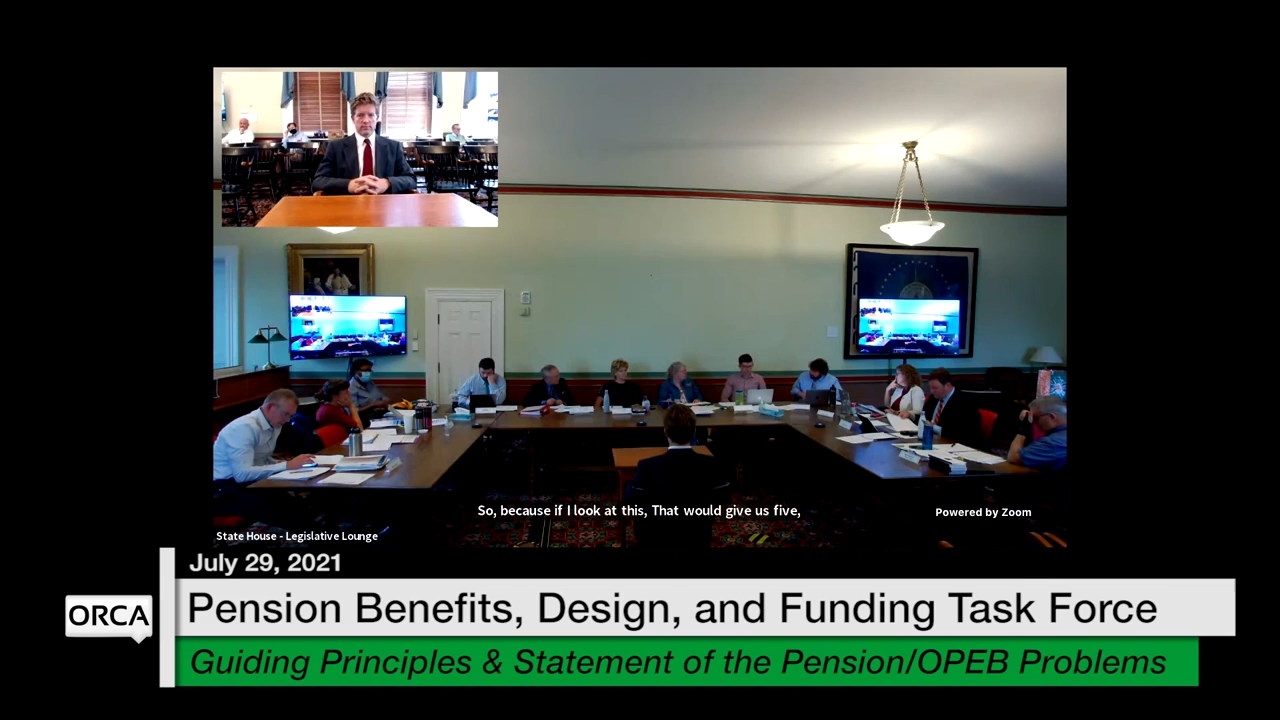 So, because if I look at this, That would give us five,
Powered by Zoom
State House - Legislative Lounge
July 29, 2021
ORCA
Pension Benefits, Design, and Funding Task Force
Guiding Principles & Statement of the Pension/OPEB Problems